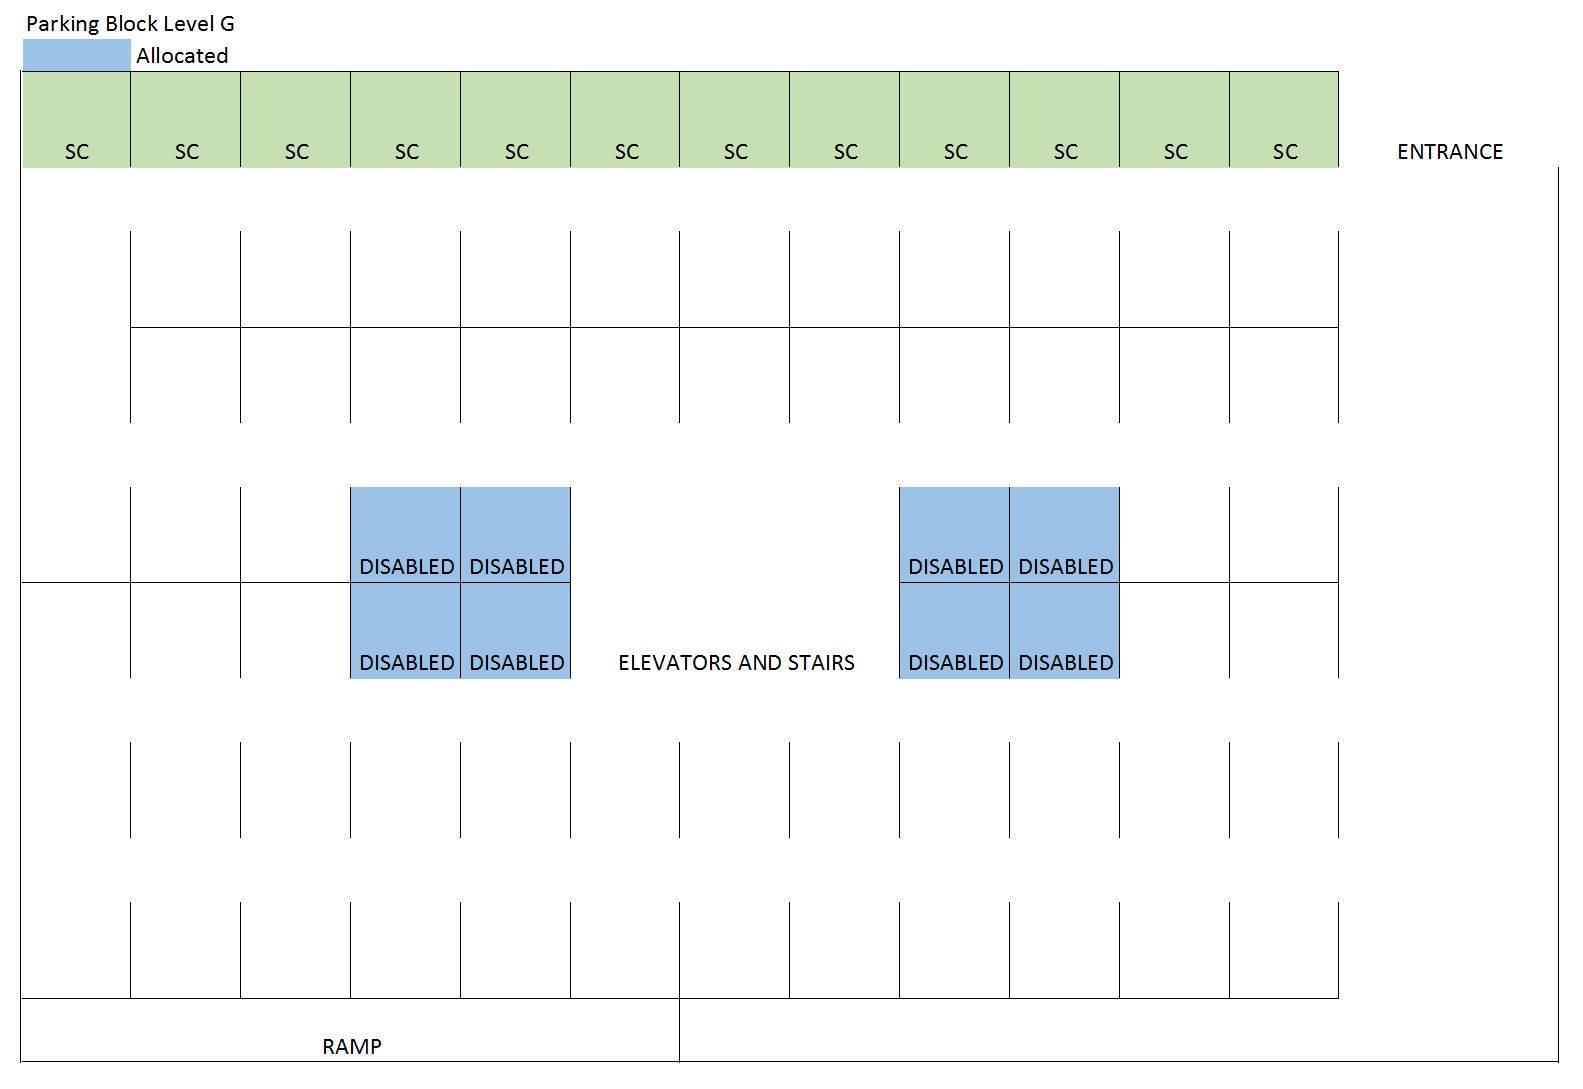 Parking Block Level G
Allocated
SC SC SC SC SC SC SC SC SC SC SC SC ENTRANCE
DISABLED DISABLED DISABLED DISABLED
DISABLED DISABLED ELEVATORS AND STAIRS DISABLED DISABLED
RAMP